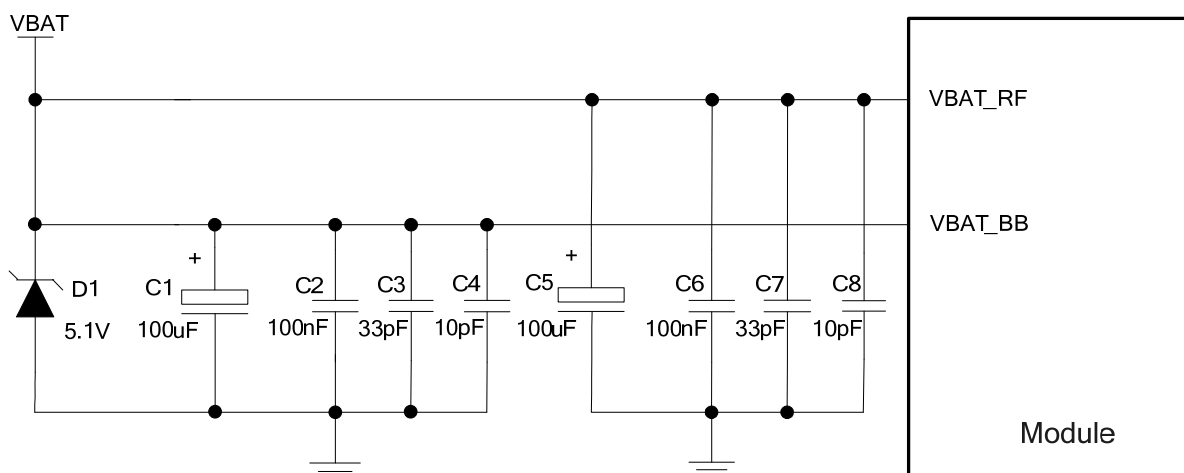 VBAT
VBAT_RF
VBAT_BB
+
+
D1
C1
C2
C3
C4
C5
C6
C7
C8
5.1V
100uF
100nF
33pF
10pF
100uF
100nF
33pF
10pF
Module